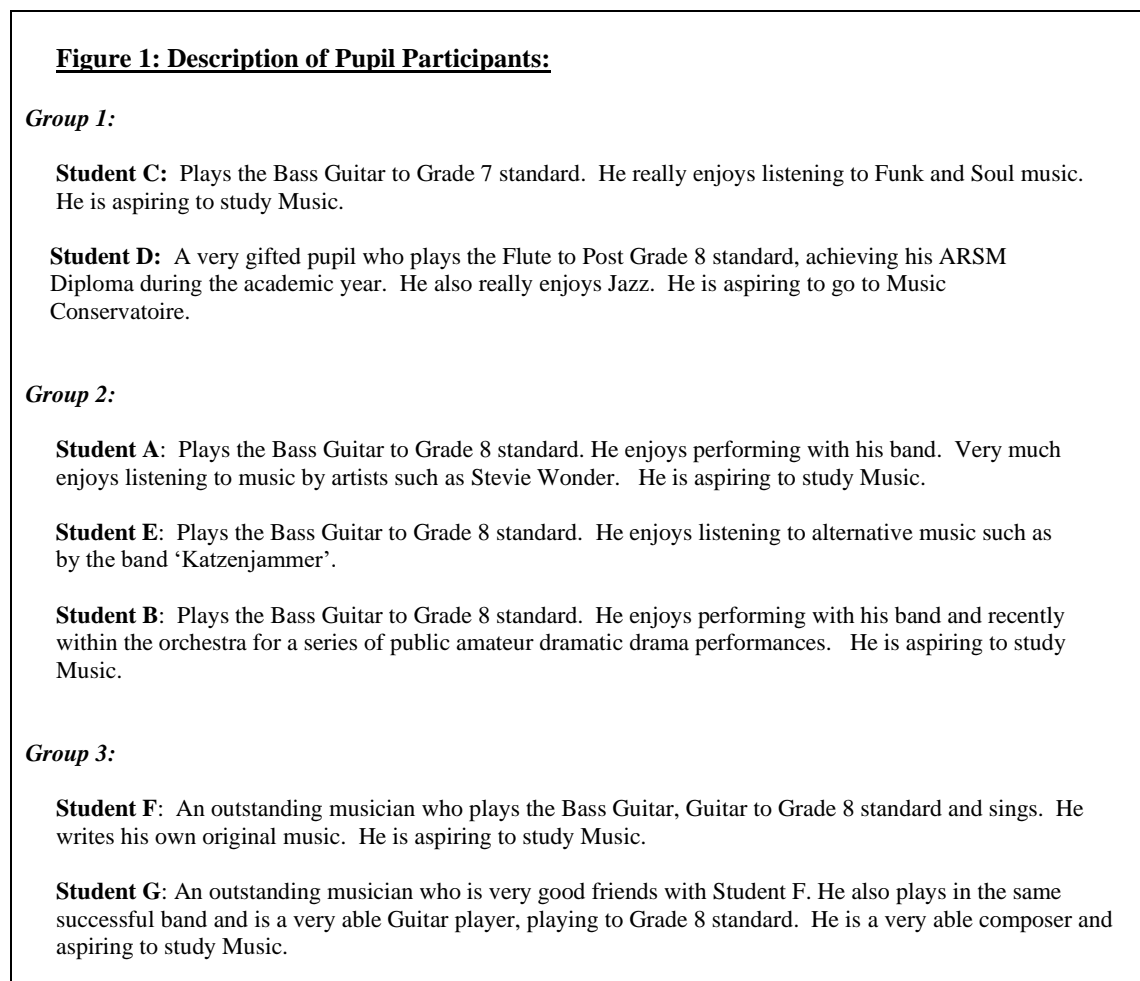 Figure 1: Description of Pupil Participants:
Group 1:
Student C: Plays the Bass Guitar to Grade 7 standard. He really enjoys listening to Funk and Soul music.
He is aspiring to study Music.
Student D: A very gifted pupil who plays the Flute to Post Grade 8 standard, achieving his ARSM
Diploma during the academic year. He also really enjoys Jazz. He is aspiring to go to Music
Conservatoire.
Group 2:
Student A: Plays the Bass Guitar to Grade 8 standard. He enjoys performing with his band. Very much
enjoys listening to music by artists such as Stevie Wonder. He is aspiring to study Music.
Student E: Plays the Bass Guitar to Grade 8 standard. He enjoys listening to alternative music such as
by the band ‘Katzenjammer’.
Student B: Plays the Bass Guitar to Grade 8 standard. He enjoys performing with his band and recently
within the orchestra for a series of public amateur dramatic drama performances. He is aspiring to study
Music.
Group 3:
Student F: An outstanding musician who plays the Bass Guitar, Guitar to Grade 8 standard and sings. He
writes his own original music. He is aspiring to study Music.
Student G: An outstanding musician who is very good friends with Student F. He also plays in the same
successful band and is a very able Guitar player, playing to Grade 8 standard. He is a very able composer and
aspiring to study Music.